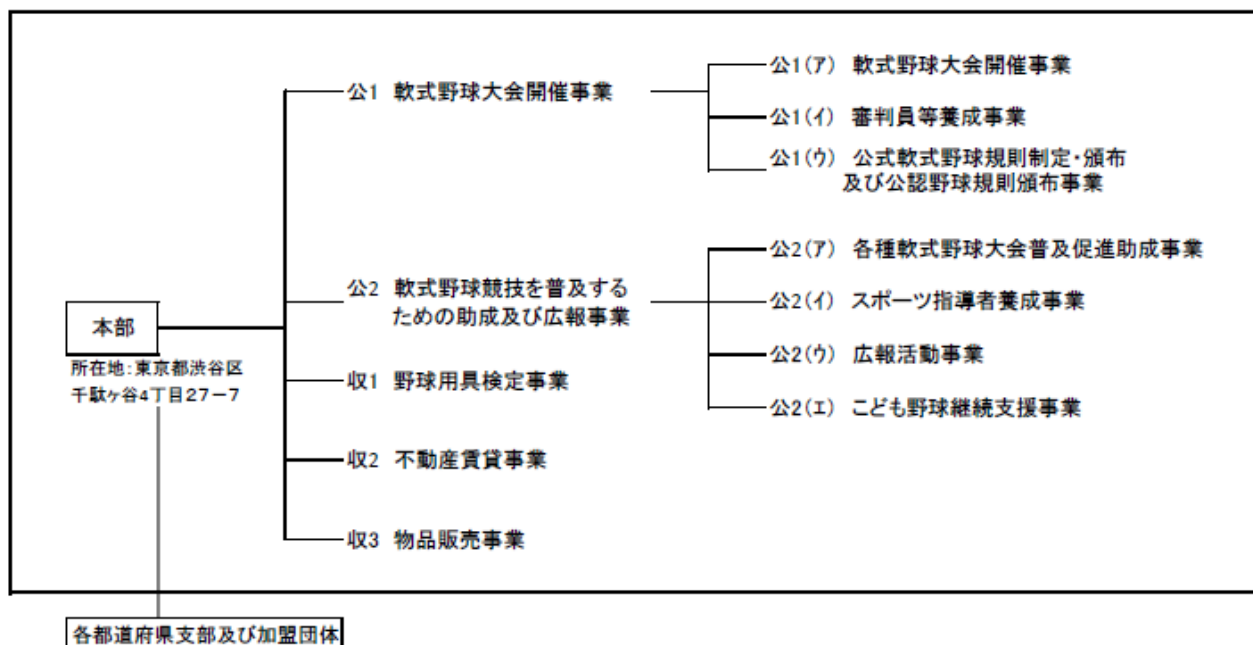 公1 軟式野球大会開催事業
公1(ア) 軟式野球大会開催事業
公1(イ) 審判員等養成事業
公1(ウ) 公式軟式野球規則制定・頒布
及び公認野球規則頒布事業
公2 軟式野球競技を普及する
ための助成及び広報事業
公2(ア) 各種軟式野球大会普及促進助成事業
公2(イ) スポーツ指導者養成事業
公2(ウ) 広報活動事業
公2(エ) こども野球継続支援事業
本部
所在地:東京都渋谷区
千駄ヶ谷4丁目27-7
収1 野球用具検定事業
収2 不動産賃貸事業
収3 物品販売事業
各都道府県支部及び加盟団体